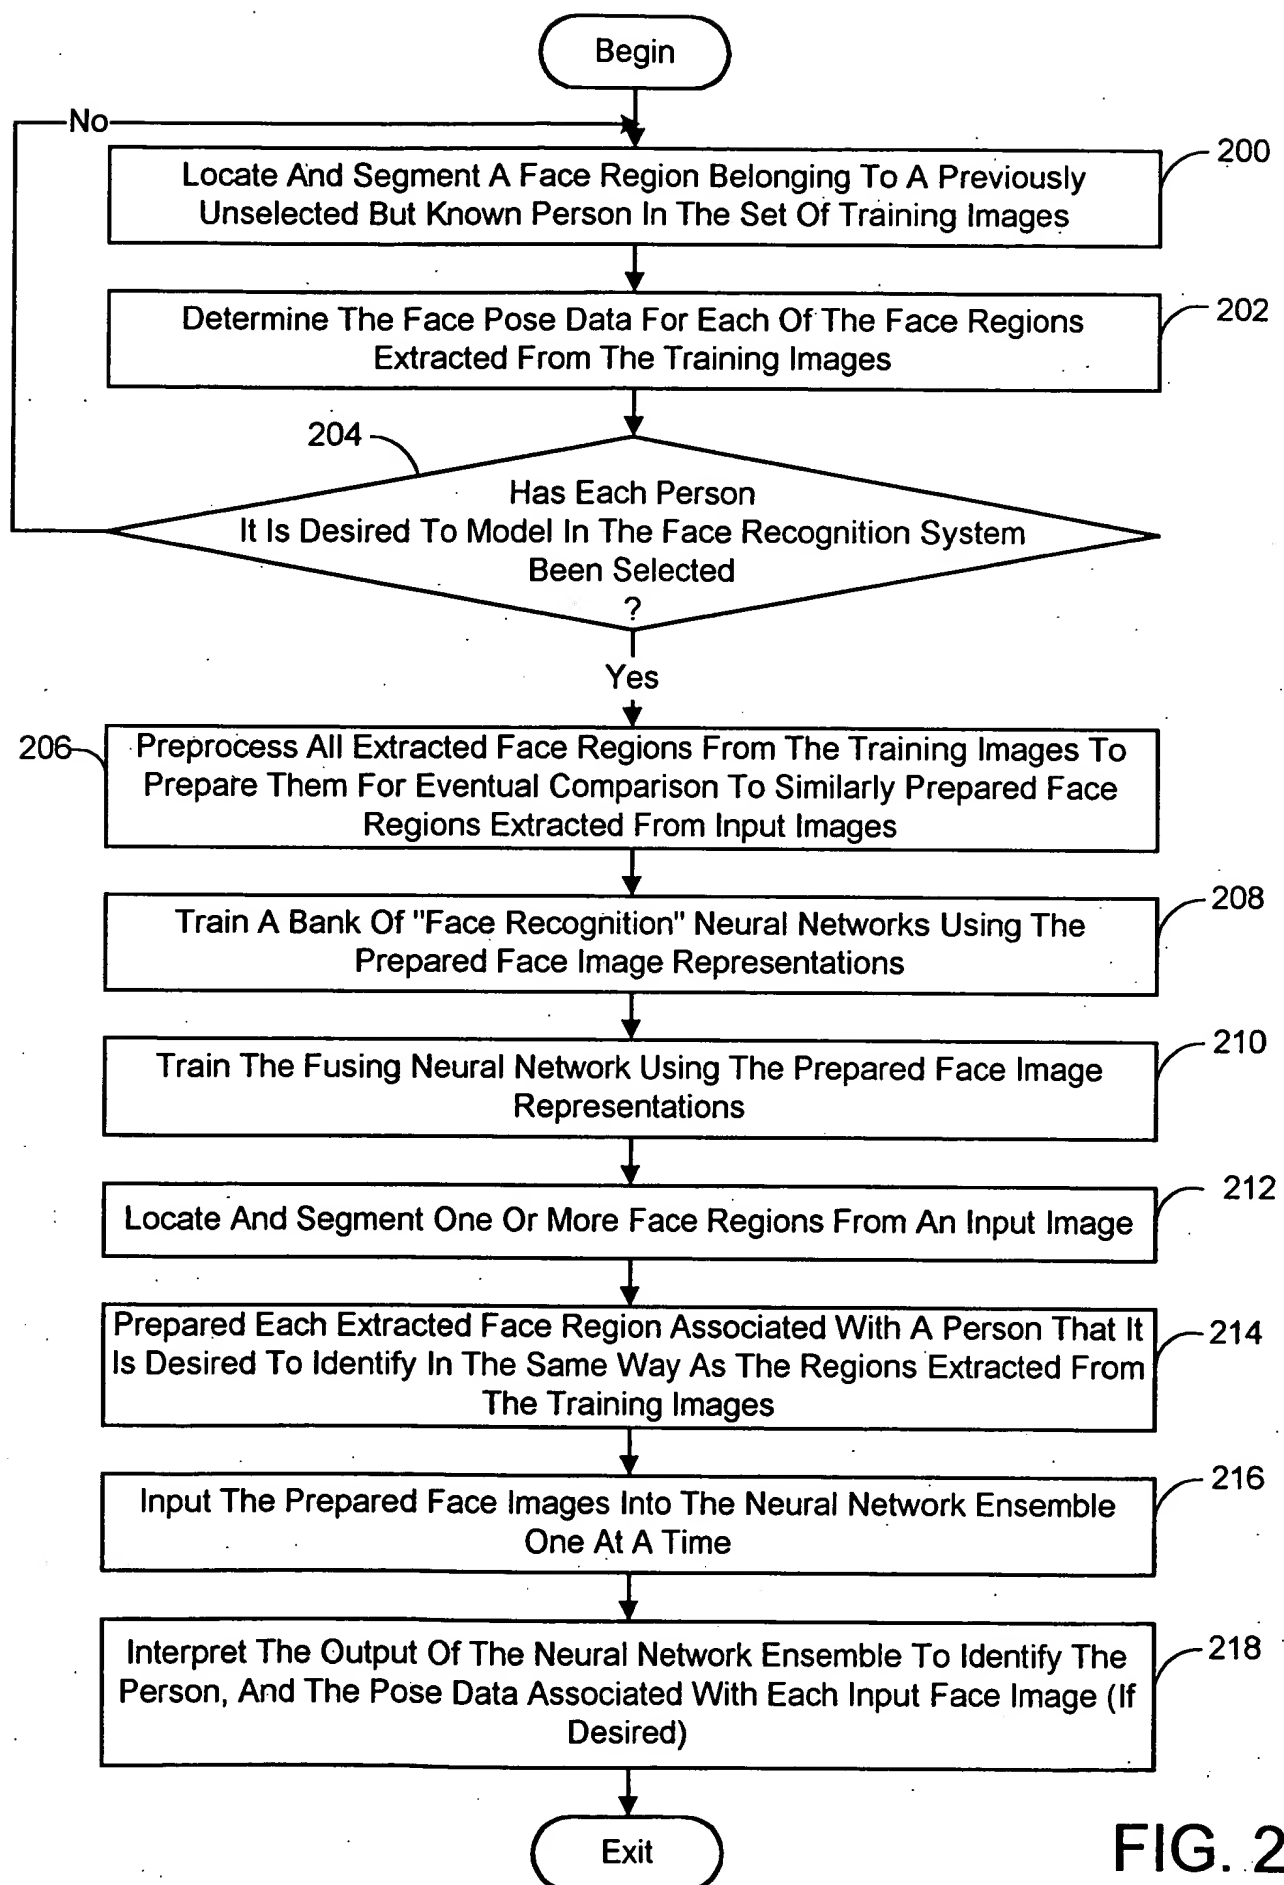 Begin
No
200
Locate And Segment A Face Region Belonging To A Previously
Unselected But Known Person In The Set Of Training Images
202
Determine The Face Pose Data For Each Of The Face Regions
Extracted From The Training Images
204
Has Each Person
It Is Desired To Model In The Face Recognition System
Been Selected
?
Yes
206
Preprocess All Extracted Face Regions From The Training Images To
Prepare Them For Eventual Comparison To Similarly Prepared Face
Regions Extracted From Input Images
208
Train A Bank Of "Face Recognition" Neural Networks Using The
Prepared Face Image Representations
210
Train The Fusing Neural Network Using The Prepared Face Image
Representations
212
Locate And Segment One Or More Face Regions From An Input Image
Prepared Each Extracted Face Region Associated With A Person That It
214
Is Desired To Identify In The Same Way As The Regions Extracted From
The Training Images
216
Input The Prepared Face Images Into The Neural Network Ensemble
One At A Time
218
Interpret The Output Of The Neural Network Ensemble To Identify The
Person, And The Pose Data Associated With Each Input Face Image (If
Desired)
Exit
FIG. 2